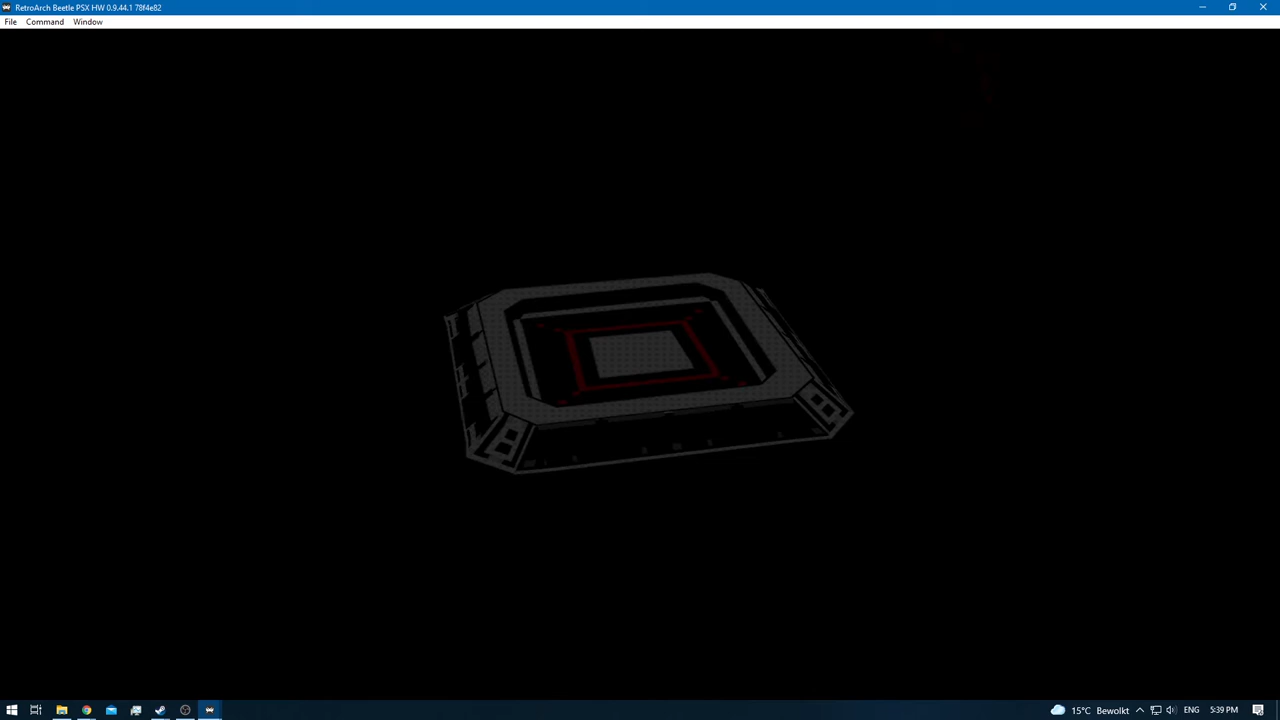 RetroArch Beetle PSX HW 0.9.44.1 78f4e82
File Command Window
15°C Bewolkt ENG 5:39 PM